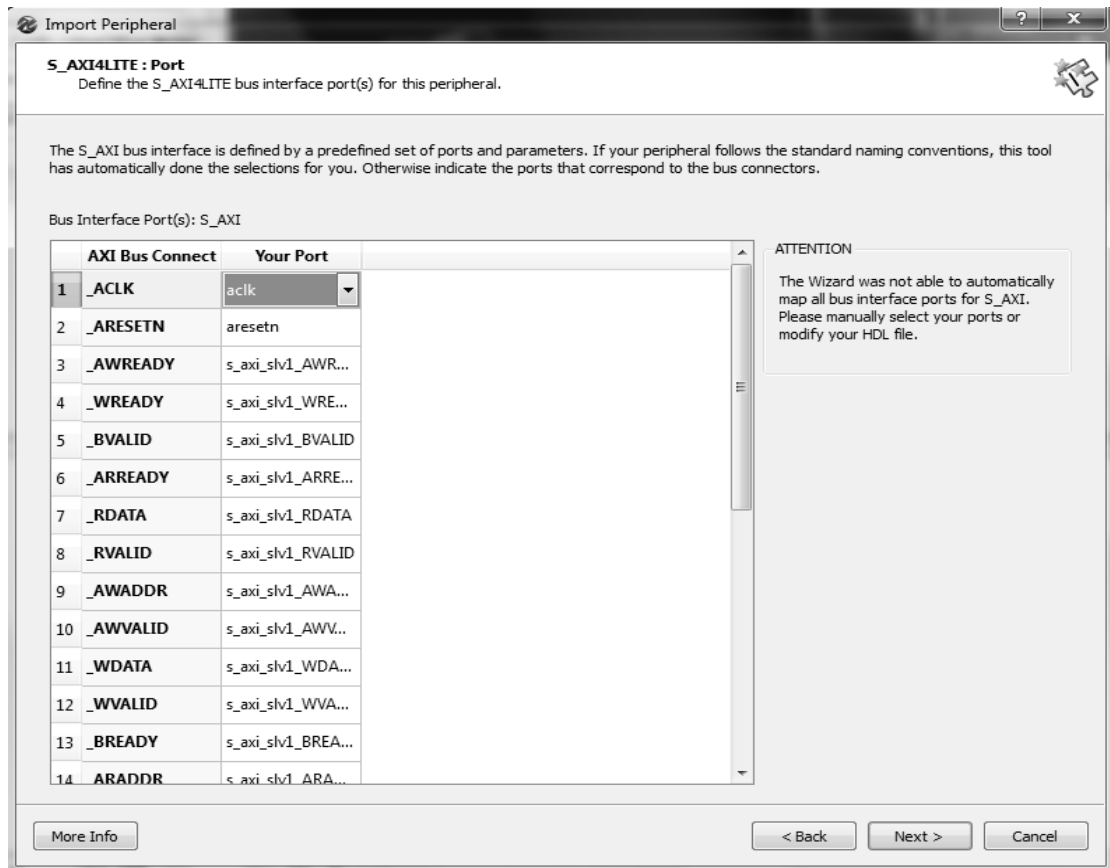 Import Peripheral
S_AXI4LITE : Port
Define the S_AXI4LITE bus interface port(s) for this peripheral.
The S_AXI bus interface is defined by a predefined set of ports and parameters. If your peripheral follows the standard naming conventions, this tool
has automatically done the selections for you. Otherwise indicate the ports that correspond to the bus connectors.
Bus Interface Port(s): S_AXI
AXI Bus Connect Your Port
1 _ACLK aclk
2 _ARESETN aresetn
3 _AWREADY s_axi_slv1_AWR...
4 _WREADY s_axi_slv1_WRE...
5 _BVALID s_axi_slv1_BVALID
6 _ARREADY s_axi_slv1_ARRE...
7 _RDATA s_axi_slv1_RDATA
8 _RVALID s_axi_slv1_RVALID
9 _AWADDR s_axi_slv1_AWA...
10 _AWVALID s_axi_slv1_AWV...
11 _WDATA s_axi_slv1_WDA...
12 _WVALID s_axi_slv1_WVA...
13 _BREADY s_axi_slv1_BREA...
14 ARADDR s_axi_slv1_ARA...
ATTENTION
The Wizard was not able to automatically
map all bus interface ports for S_AXI.
Please manually select your ports or
modify your HDL file.
More Info
< Back
Next >
Cancel